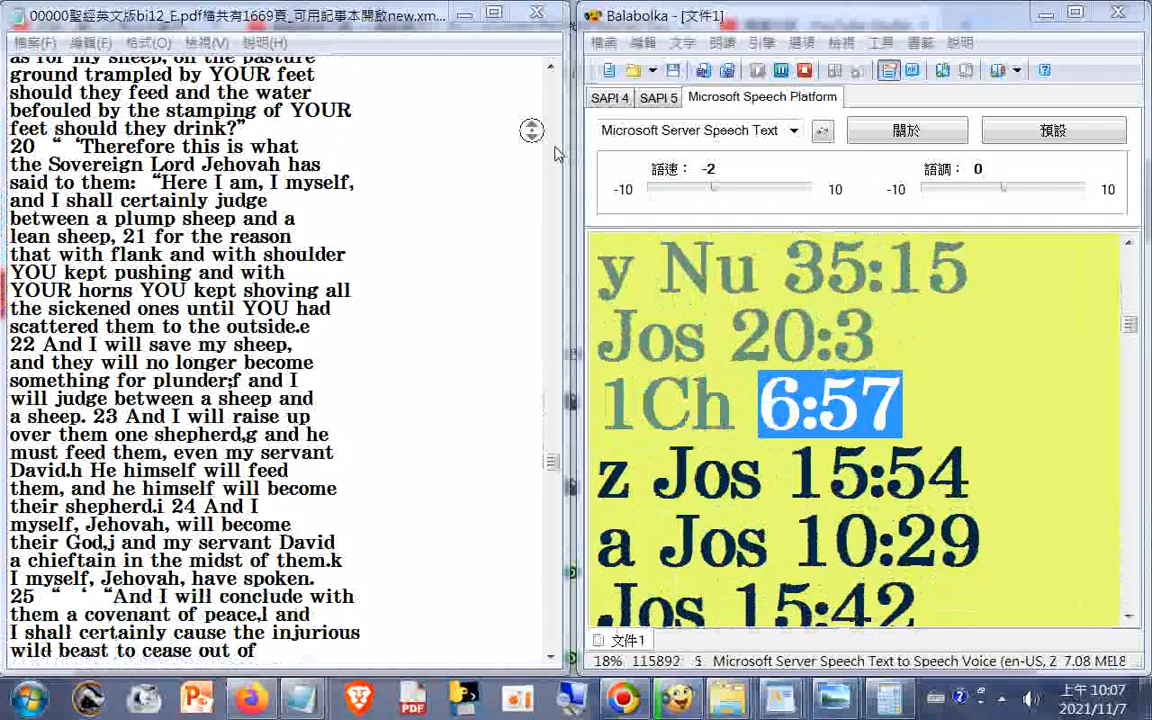 00000聖經英文版bi12_E.pdf檔共有1669頁_可用記事本開啟new.xm...
檔案(F) 編輯(E) 格式(O) 檢視(V) 說明(H)
as for my sheep, on the pasture
ground trampled by YOUR feet
should they feed and the water
befouled by the stamping of YOUR
feet should they drink?”
20 “ ‘Therefore this is what
the Sovereign Lord Jehovah has
said to them: “Here I am, I myself,
and I shall certainly judge
between a plump sheep and a
lean sheep, 21 for the reason
that with flank and with shoulder
YOU kept pushing and with
YOUR horns YOU kept shoving all
the sickened ones until YOU had
scattered them to the outside.e
22 And I will save my sheep,
and they will no longer become
something for plunder;f and I
will judge between a sheep and
a sheep. 23 And I will raise up
over them one shepherd,g and he
must feed them, even my servant
David.h He himself will feed
them, and he himself will become
their shepherd.i 24 And I
myself, Jehovah, will become
their God,j and my servant David
a chieftain in the midst of them.k
I myself, Jehovah, have spoken.
25 “ ‘ “And I will conclude with
them a covenant of peace,l and
I shall certainly cause the injurious
wild beast to cease out of
Balabolka - [文件1]
檔案 編輯 文字 朗讀 引擎 選項 檢視 工具 書籤 說明
SAPI 4 SAPI 5 Microsoft Speech Platform
Microsoft Server Speech Text 關於 預設
語速: -2 語調: 0
-10 10 -10 10
y Nu 35:15
Jos 20:3
1Ch 6:57
z Jos 15:54
a Jos 10:29
Jos 15:42
文件1
18% 115892 Microsoft Server Speech Text to Speech Voice (en-US, Z 7.08 ME
上午 10:07
2021/11/7